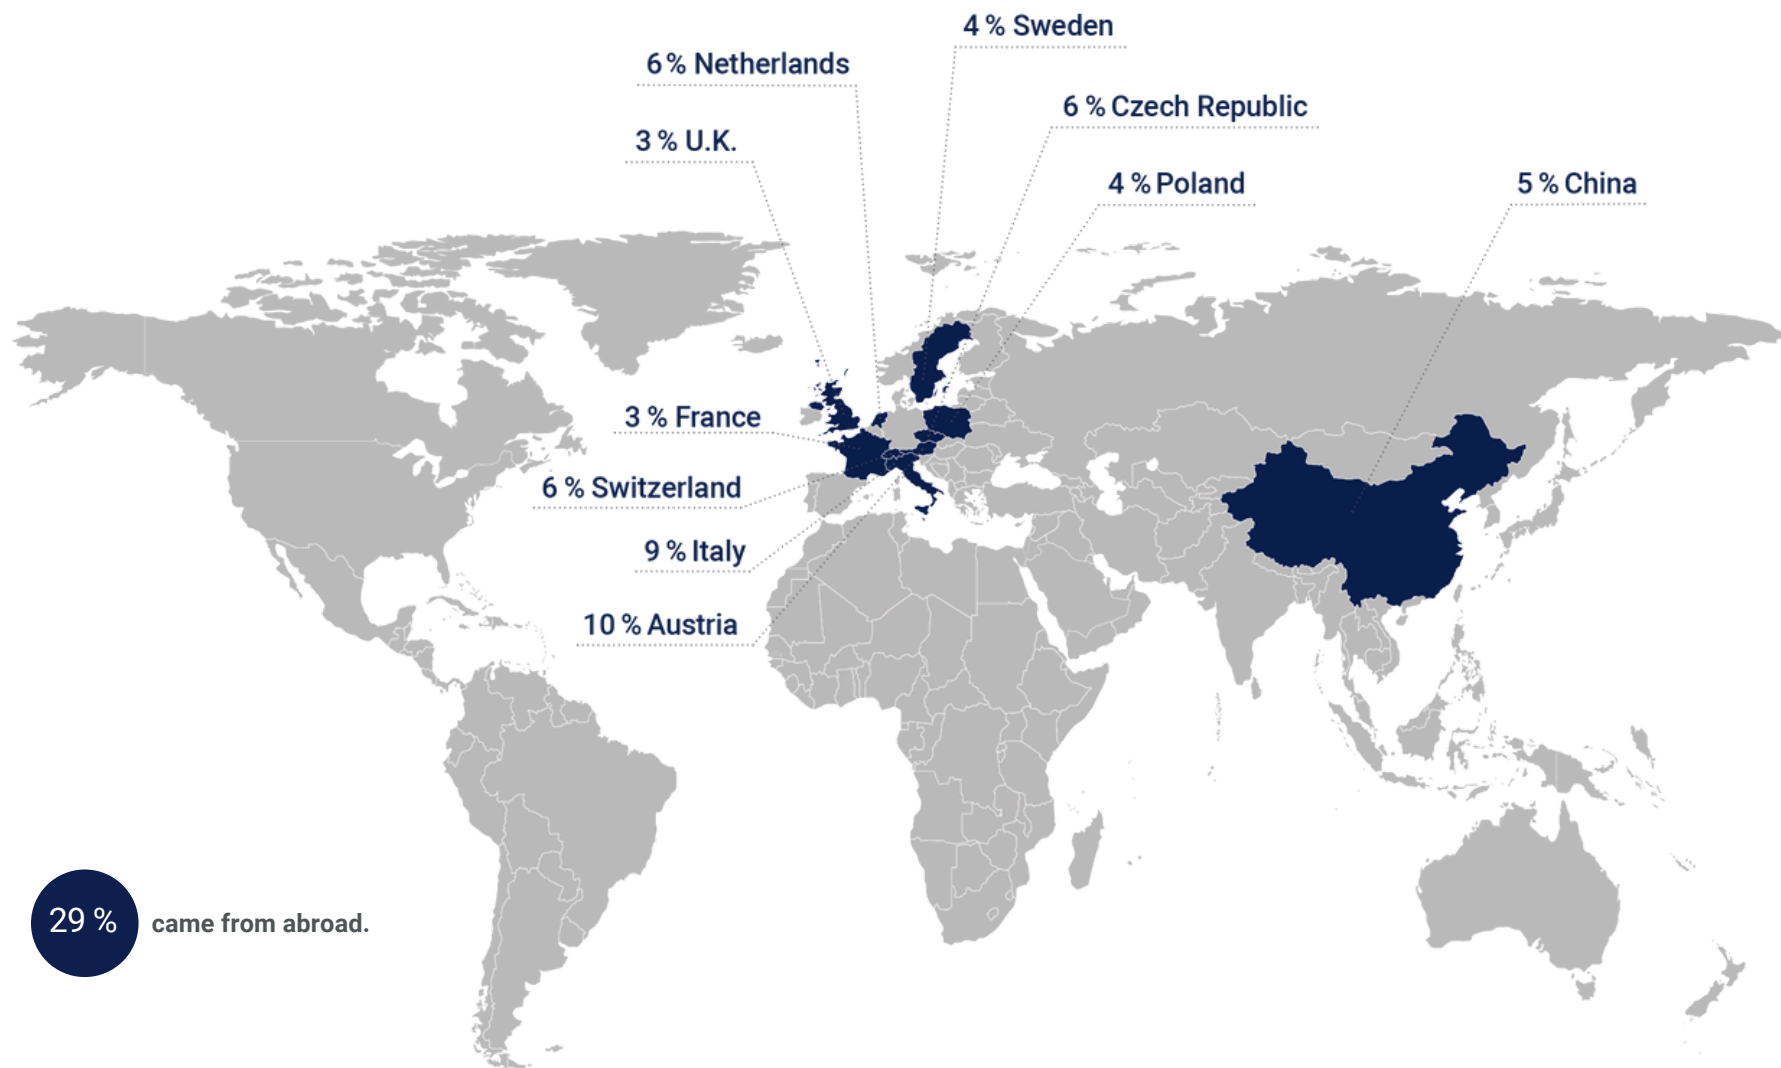 4 % Sweden
6 % Netherlands
6 % Czech Republic
3 % U.K.
4 % Poland
5 % China
3 % France
6 % Switzerland
9 % Italy
10 % Austria
29 %
came from abroad.